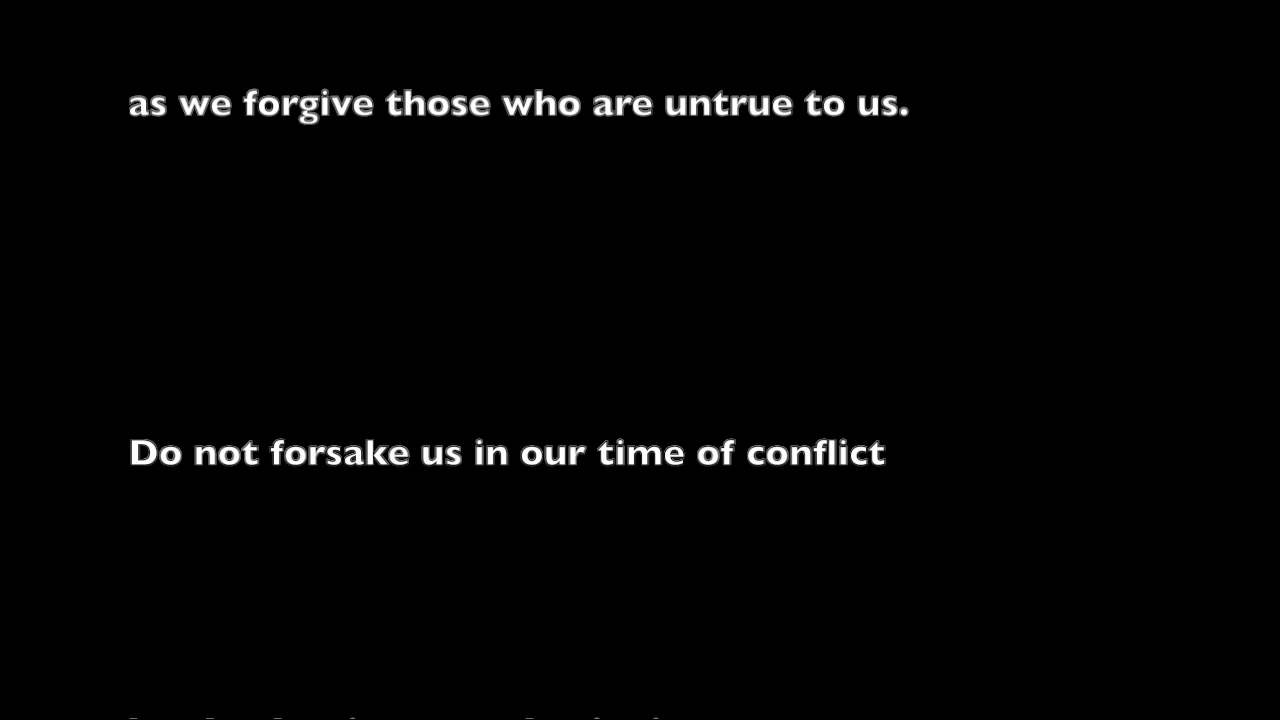 as we forgive those who are untrue to us.
Do not forsake us in our time of conflict